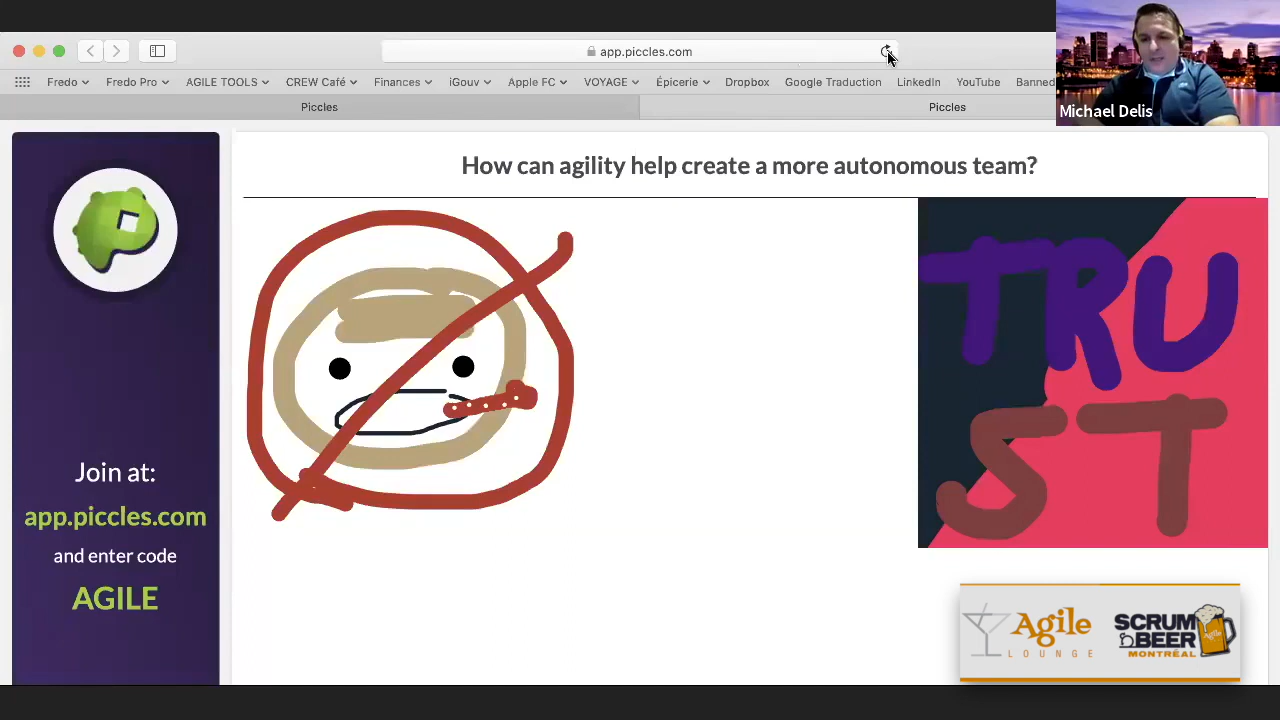 app.piccles.com
Fredo
Fredo Pro
AGILE TOOLS
CREW Café
Finances
iGouv
Apple FC
VOYAGE
Épicerie
Dropbox
Google Traduction
LinkedIn
YouTube
Banned
Michael Delis
Piccles
Piccles
How can agility help create a more autonomous team?
TRU
ST
Join at:
app.piccles.com
and enter code
AGILE
Agile
LOUNGE
SCRUM
BEER
MONTRÉAL
Agile